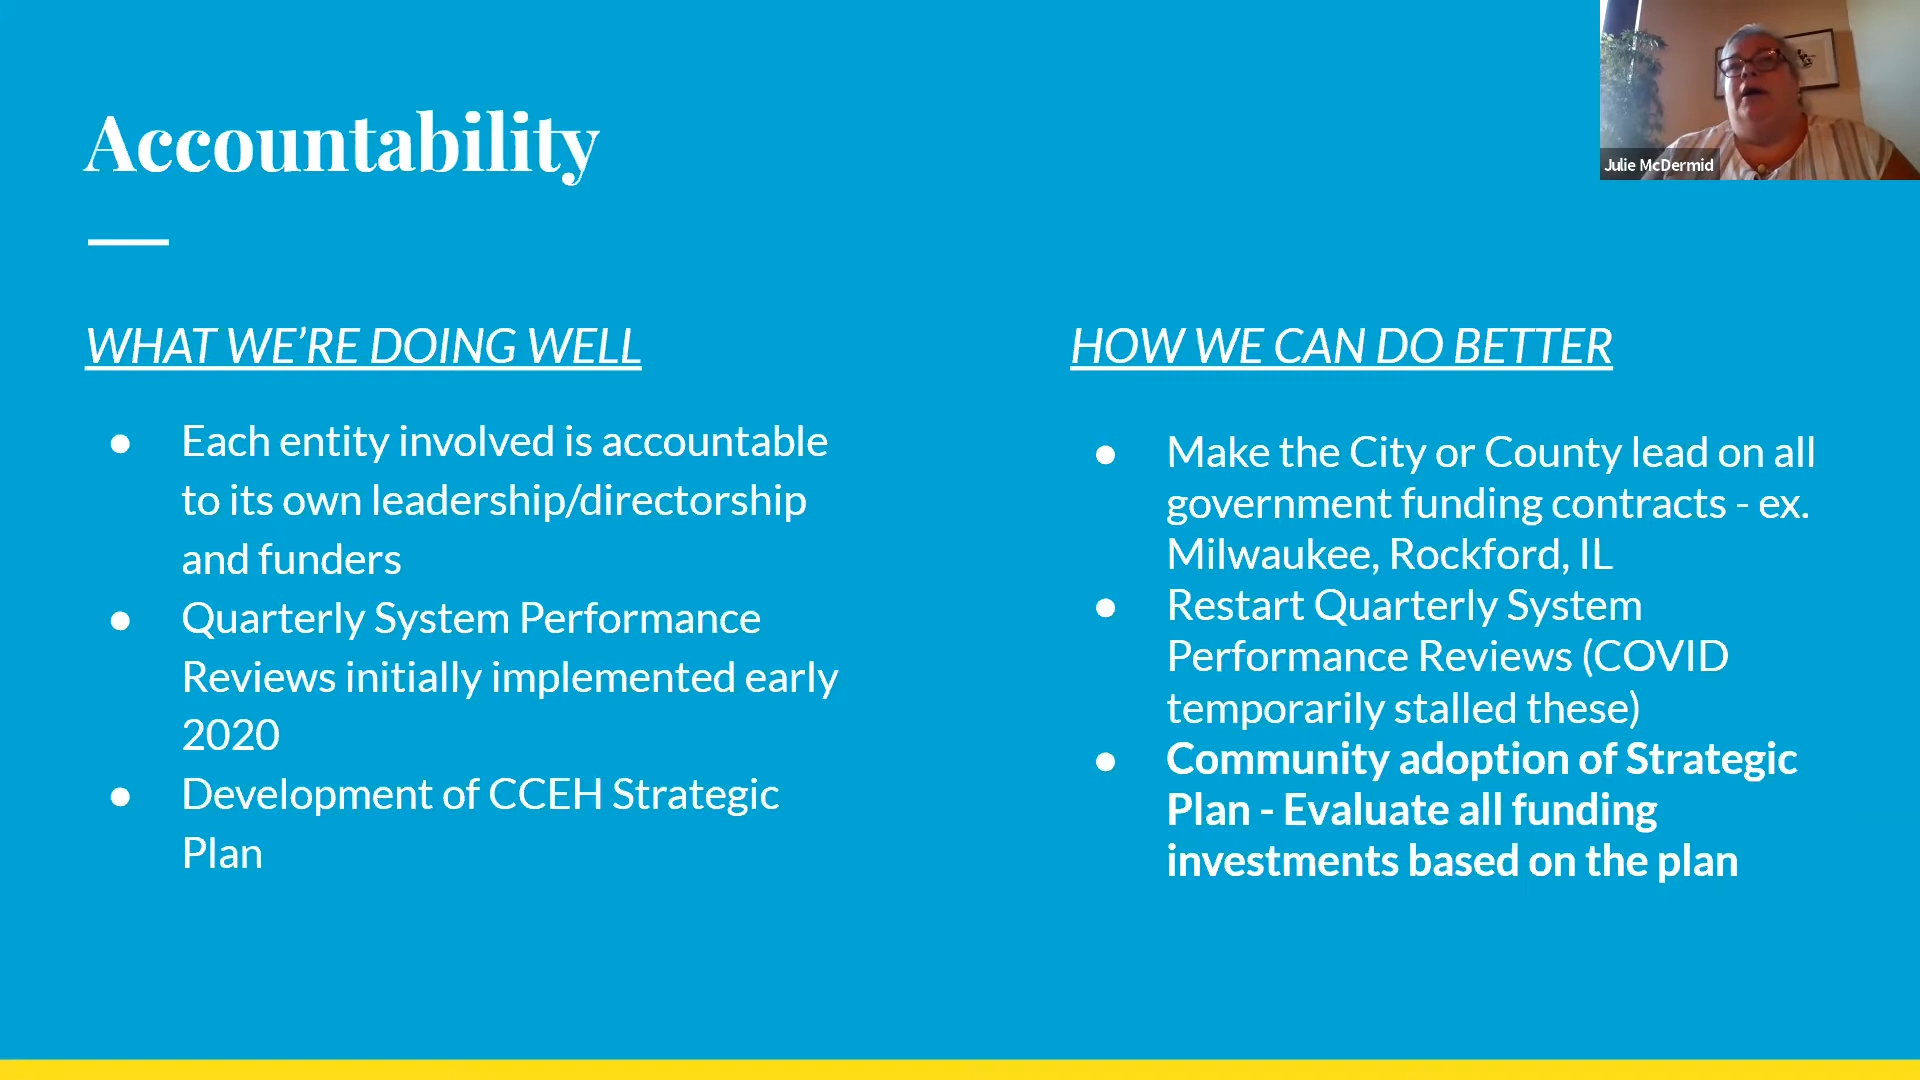 Accountability
Julie McDermid
WHAT WE’RE DOING WELL
● Each entity involved is accountable
to its own leadership/directorship
and funders
● Quarterly System Performance
Reviews initially implemented early
2020
● Development of CCEH Strategic
Plan
HOW WE CAN DO BETTER
● Make the City or County lead on all
government funding contracts - ex.
Milwaukee, Rockford, IL
● Restart Quarterly System
Performance Reviews (COVID
temporarily stalled these)
● Community adoption of Strategic
Plan - Evaluate all funding
investments based on the plan